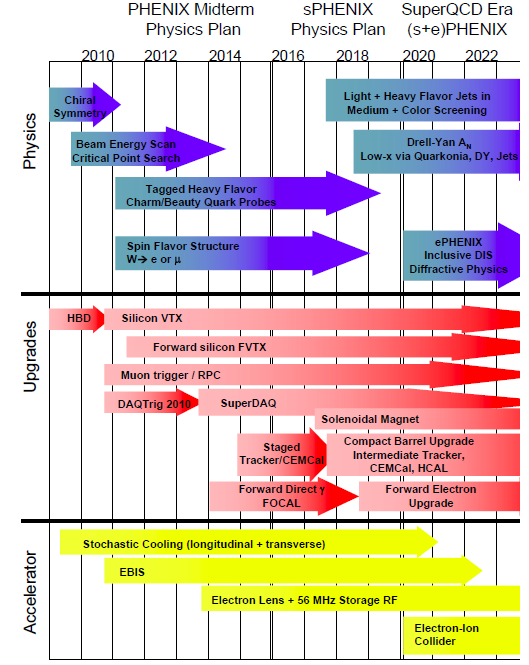 PHENIX Midterm
Physics Plan
sPHENIX
Physics Plan
SuperQCD Era
(s+e)PHENIX
2010 2012 2014 2016 2018 2020 2022
Physics
Chiral
Symmetry
Light + Heavy Flavor Jets in
Medium + Color Screening
Beam Energy Scan
Critical Point Search
Drell-Yan AN
Low-x via Quarkonia, DY, Jets
Tagged Heavy Flavor
Charm/Beauty Quark Probes
Spin Flavor Structure
W→ e or μ
ePHENIX
Inclusive DIS
Diffractive Physics
Upgrades
HBD
Silicon VTX
Forward silicon FVTX
Muon trigger / RPC
DAQTrig 2010
SuperDAQ
Solenoidal Magnet
Staged
Tracker/CEMCal
Compact Barrel Upgrade
Intermediate Tracker,
CEMCal, HCAL
Forward Direct γ
FOCAL
Forward Electron
Upgrade
Accelerator
Stochastic Cooling (longitudinal + transverse)
EBIS
Electron Lens + 56 MHz Storage RF
Electron-Ion
Collider